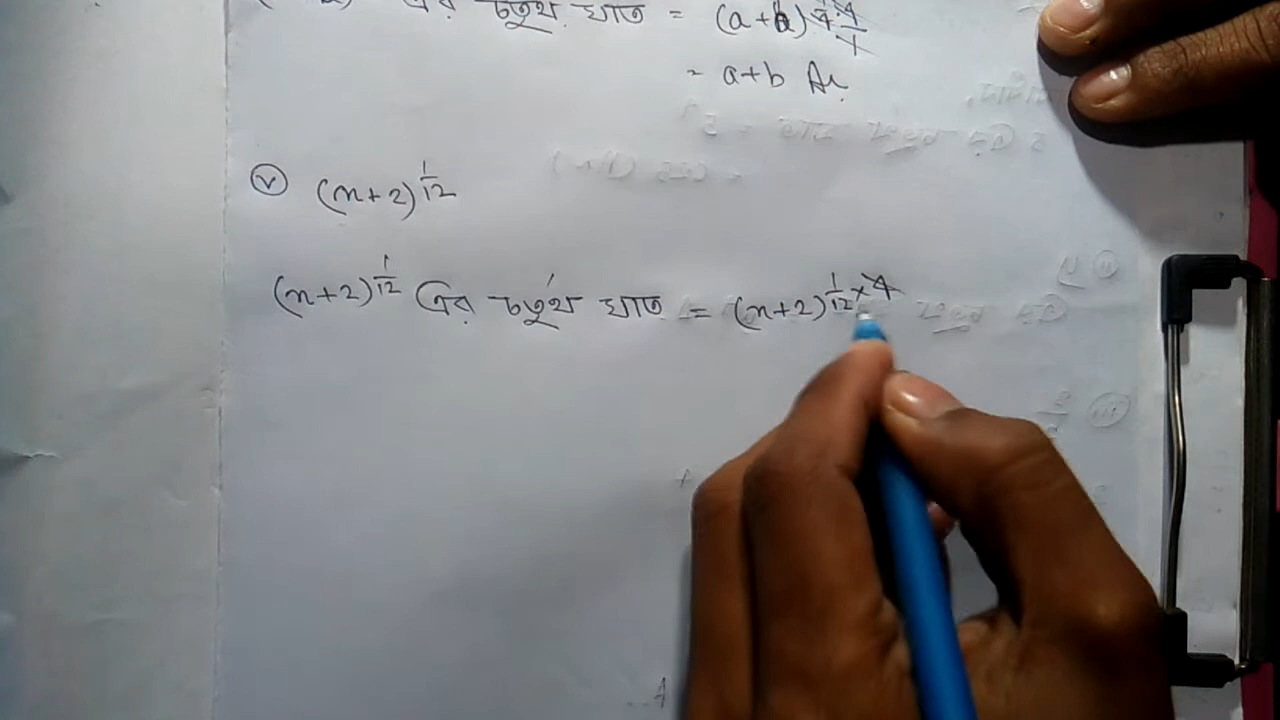 এর চতুর্থ ঘাত = (a+b) 4·4/1
= a+b Ans.
(v) (n+2)^1/12
(n+2)^1/12 এর চতুর্থ ঘাত = (n+2)^1/12 × 4